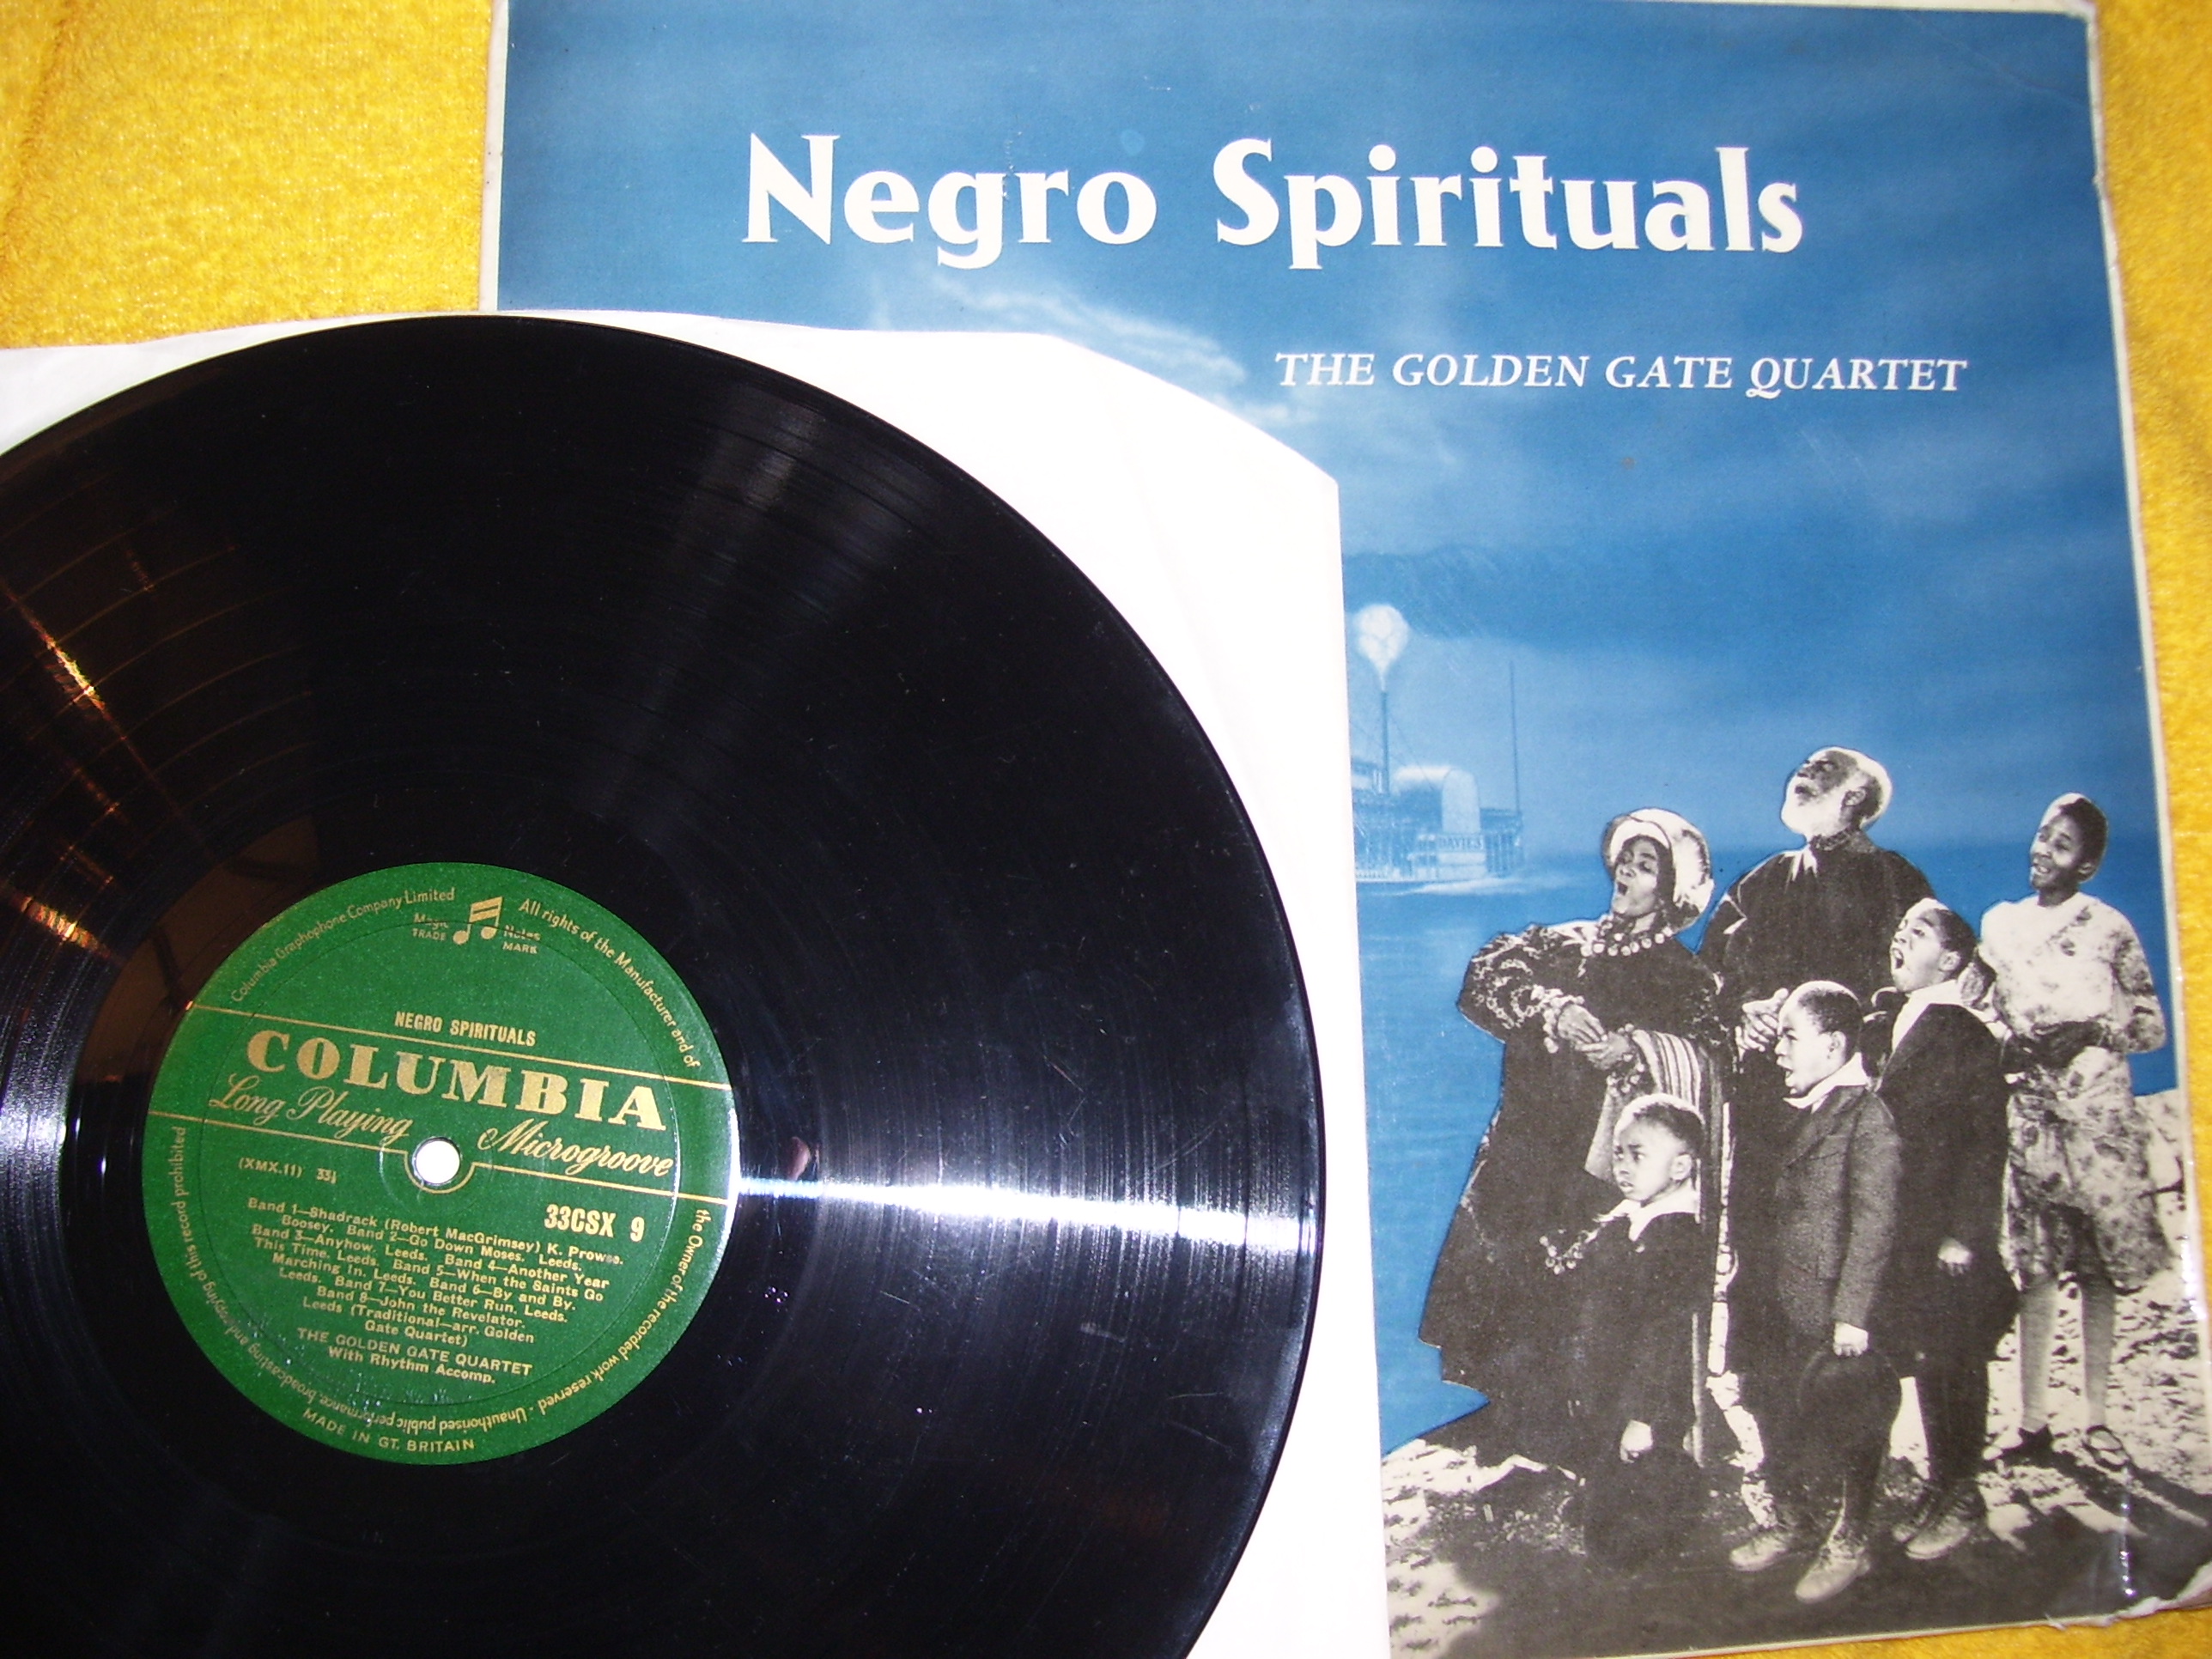 Negro Spirituals
THE GOLDEN GATE QUARTET
DAVIES
Columbia Graphophone Company Limited
All rights of the Manufacturer and of
the Owner of the recorded work reserved · Unauthorised public performance, broadcasting and copying of this record prohibited
Magic Notes
TRADE MARK
NEGRO SPIRITUALS
COLUMBIA
Long Playing Microgroove
(XMX.11) 33⅓
33CSX 9
Band 1—Shadrack (Robert MacGrimsey) K. Prowse.
Boosey. Band 2—Go Down Moses. Leeds.
Band 3—Anyhow. Leeds. Band 4—Another Year
This Time. Leeds. Band 5—When the Saints Go
Marching In. Leeds. Band 6—By and By.
Leeds. Band 7—You Better Run. Leeds.
Band 8—John the Revelator.
Leeds (Traditional—arr. Golden
Gate Quartet)
THE GOLDEN GATE QUARTET
With Rhythm Accomp.
MADE IN GT. BRITAIN